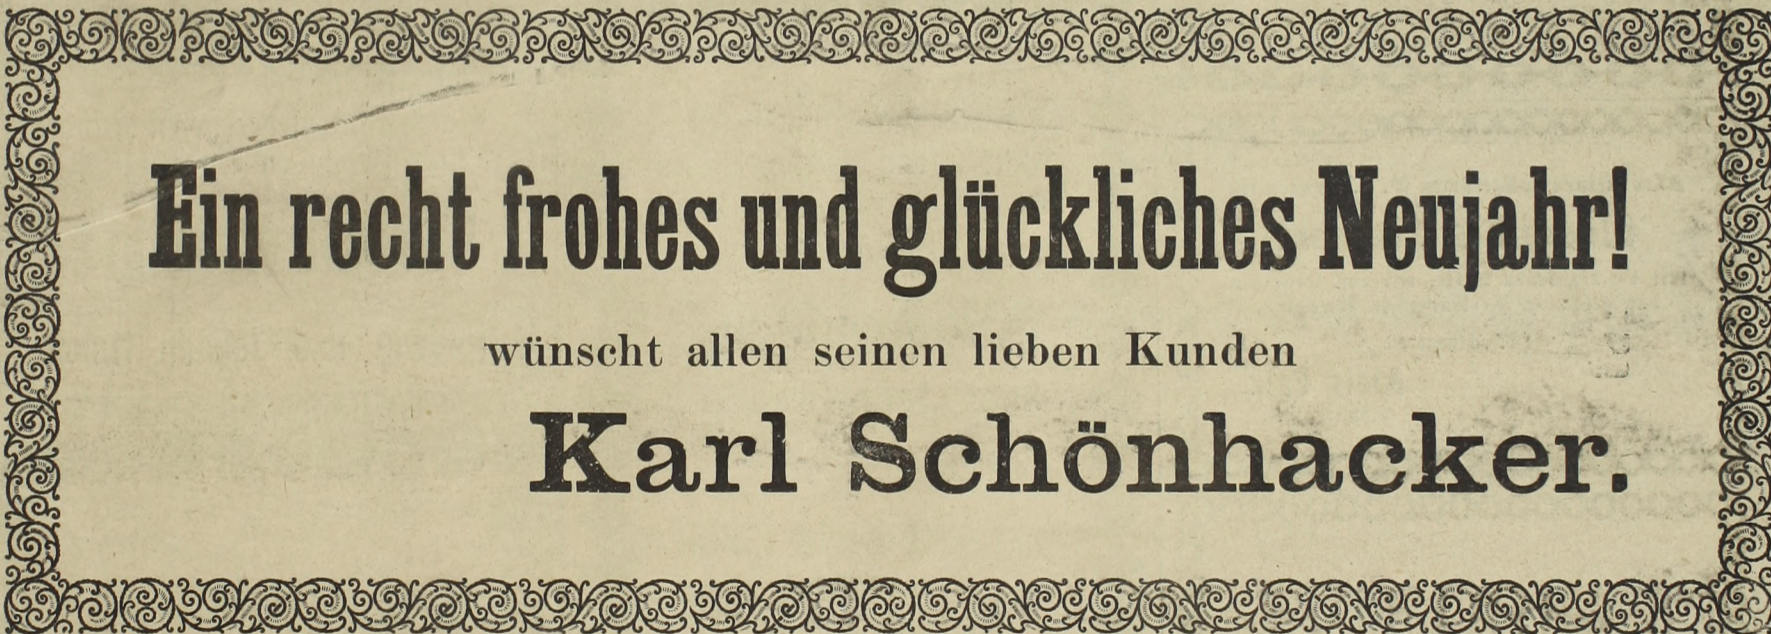 Ein recht frohes und glückliches Neujahr!
wünscht allen seinen lieben Kunden
Karl Schönhacker.